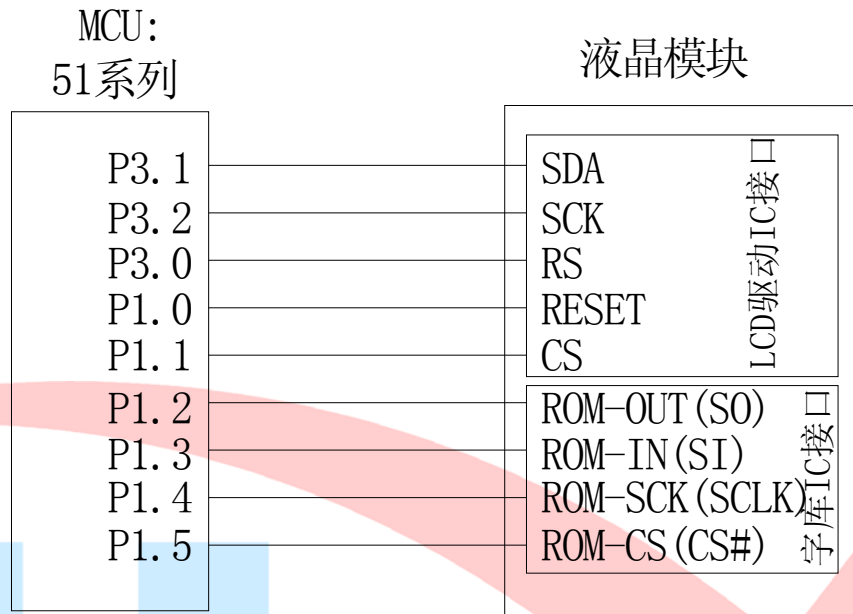 MCU:
51系列
液晶模块
P3.1
P3.2
P3.0
P1.0
P1.1
P1.2
P1.3
P1.4
P1.5
SDA
SCK
RS
RESET
CS
LCD驱动IC接口
ROM-OUT(SO)
ROM-IN(SI)
ROM-SCK(SCLK)
ROM-CS(CS#)
字库IC接口